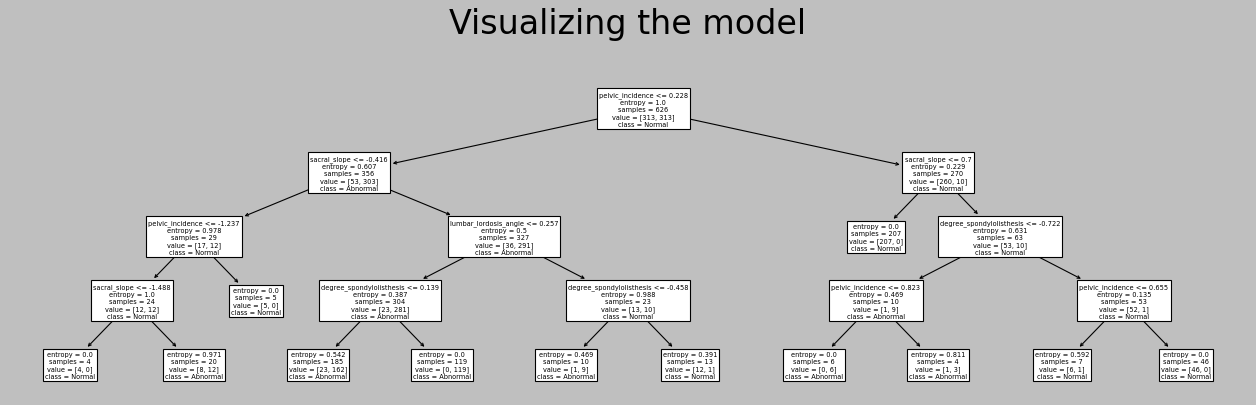 Visualizing the model
pelvic_incidence <= 0.228
entropy = 1.0
samples = 626
value = [313, 313]
class = Normal
sacral_slope <= -0.416
entropy = 0.607
samples = 356
value = [53, 303]
class = Abnormal
sacral_slope <= 0.7
entropy = 0.229
samples = 270
value = [260, 10]
class = Normal
pelvic_incidence <= -1.237
entropy = 0.978
samples = 29
value = [17, 12]
class = Normal
lumbar_lordosis_angle <= 0.257
entropy = 0.5
samples = 327
value = [36, 291]
class = Abnormal
entropy = 0.0
samples = 207
value = [207, 0]
class = Normal
degree_spondylolisthesis <= -0.722
entropy = 0.631
samples = 63
value = [53, 10]
class = Normal
sacral_slope <= -1.488
entropy = 1.0
samples = 24
value = [12, 12]
class = Normal
entropy = 0.0
samples = 5
value = [5, 0]
class = Normal
degree_spondylolisthesis <= 0.139
entropy = 0.387
samples = 304
value = [23, 281]
class = Abnormal
degree_spondylolisthesis <= -0.458
entropy = 0.988
samples = 23
value = [13, 10]
class = Normal
pelvic_incidence <= 0.823
entropy = 0.469
samples = 10
value = [1, 9]
class = Abnormal
pelvic_incidence <= 0.655
entropy = 0.135
samples = 53
value = [52, 1]
class = Normal
entropy = 0.0
samples = 4
value = [4, 0]
class = Normal
entropy = 0.971
samples = 20
value = [8, 12]
class = Abnormal
entropy = 0.542
samples = 185
value = [23, 162]
class = Abnormal
entropy = 0.0
samples = 119
value = [0, 119]
class = Abnormal
entropy = 0.469
samples = 10
value = [1, 9]
class = Abnormal
entropy = 0.391
samples = 13
value = [12, 1]
class = Normal
entropy = 0.0
samples = 6
value = [0, 6]
class = Abnormal
entropy = 0.811
samples = 4
value = [1, 3]
class = Abnormal
entropy = 0.592
samples = 7
value = [6, 1]
class = Normal
entropy = 0.0
samples = 46
value = [46, 0]
class = Normal